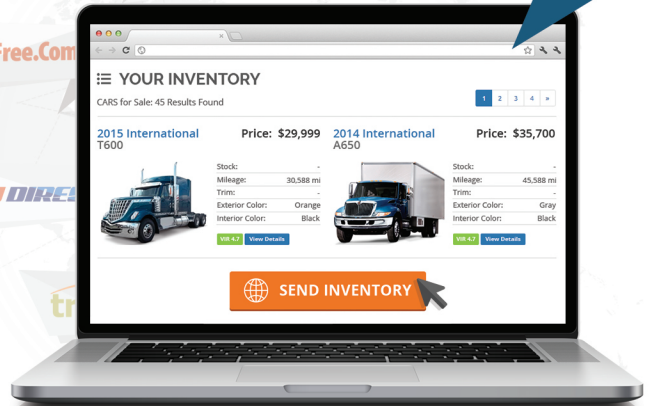 Free.Com
YOUR INVENTORY
CARS for Sale: 45 Results Found
1 2 3 4 »
2015 International
T600
Price: $29,999
Stock: -
Mileage: 30,588 mi
Trim: -
Exterior Color: Orange
Interior Color: Black
VIR 4.7 View Details
2014 International
A650
Price: $35,700
Stock: -
Mileage: 45,588 mi
Trim: -
Exterior Color: Gray
Interior Color: Black
VIR 4.7 View Details
DIRE
SEND INVENTORY
tr